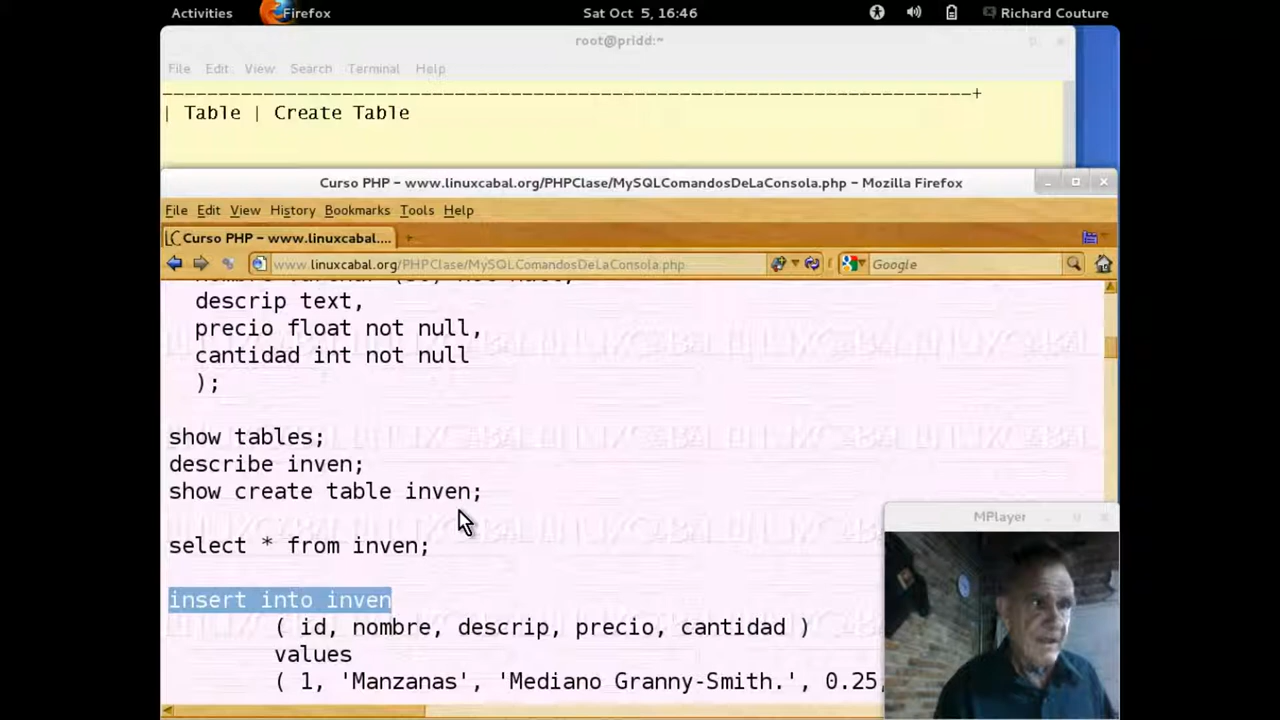 Activities Firefox Sat Oct 5, 16:46 Richard Couture
root@pridd:~
File Edit View Search Terminal Help
| Table | Create Table
Curso PHP - www.linuxcabal.org/PHPClase/MySQLComandosDeLaConsola.php - Mozilla Firefox
File Edit View History Bookmarks Tools Help
Curso PHP - www.linuxcabal....
www.linuxcabal.org/PHPClase/MySQLComandosDeLaConsola.php Google
descrip text,
precio float not null,
cantidad int not null
);
show tables;
describe inven;
show create table inven;
MPlayer
select * from inven;
insert into inven
( id, nombre, descrip, precio, cantidad )
values
( 1, 'Manzanas', 'Mediano Granny-Smith.', 0.25,